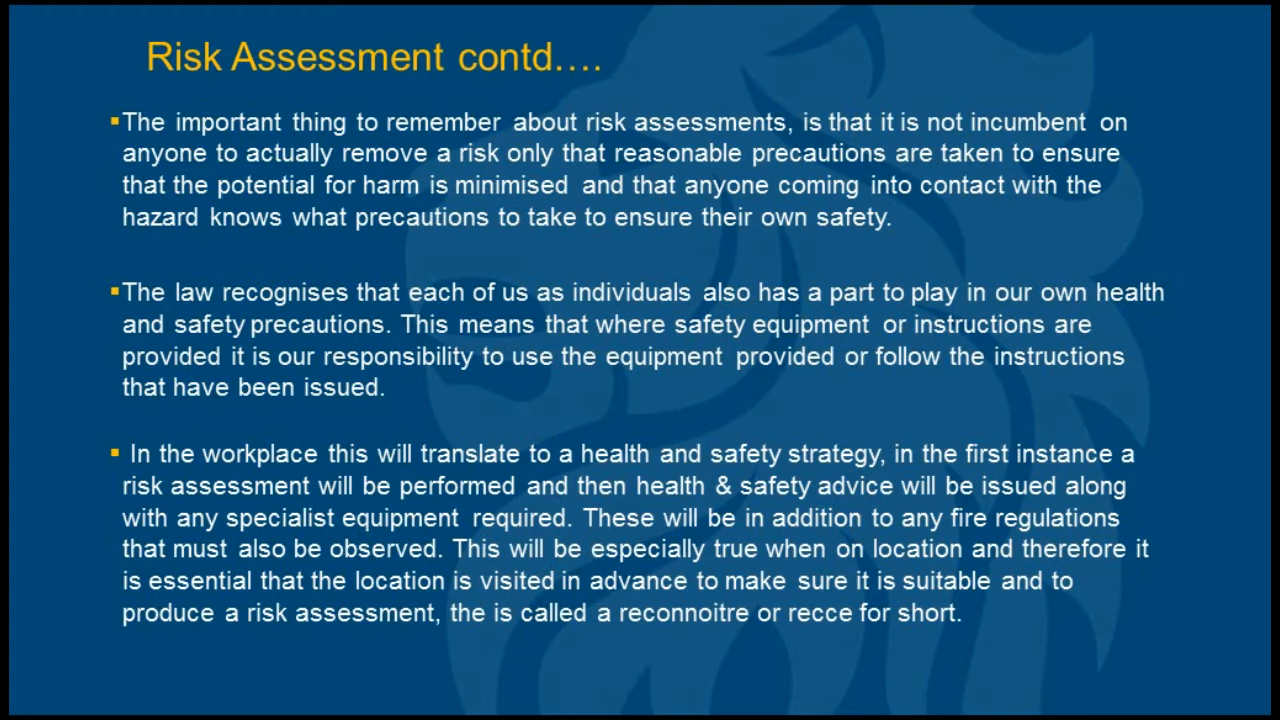 Risk Assessment contd….
▪The important thing to remember about risk assessments, is that it is not incumbent on
anyone to actually remove a risk only that reasonable precautions are taken to ensure
that the potential for harm is minimised and that anyone coming into contact with the
hazard knows what precautions to take to ensure their own safety.
▪The law recognises that each of us as individuals also has a part to play in our own health
and safety precautions. This means that where safety equipment or instructions are
provided it is our responsibility to use the equipment provided or follow the instructions
that have been issued.
▪ In the workplace this will translate to a health and safety strategy, in the first instance a
risk assessment will be performed and then health & safety advice will be issued along
with any specialist equipment required. These will be in addition to any fire regulations
that must also be observed. This will be especially true when on location and therefore it
is essential that the location is visited in advance to make sure it is suitable and to
produce a risk assessment, the is called a reconnoitre or recce for short.